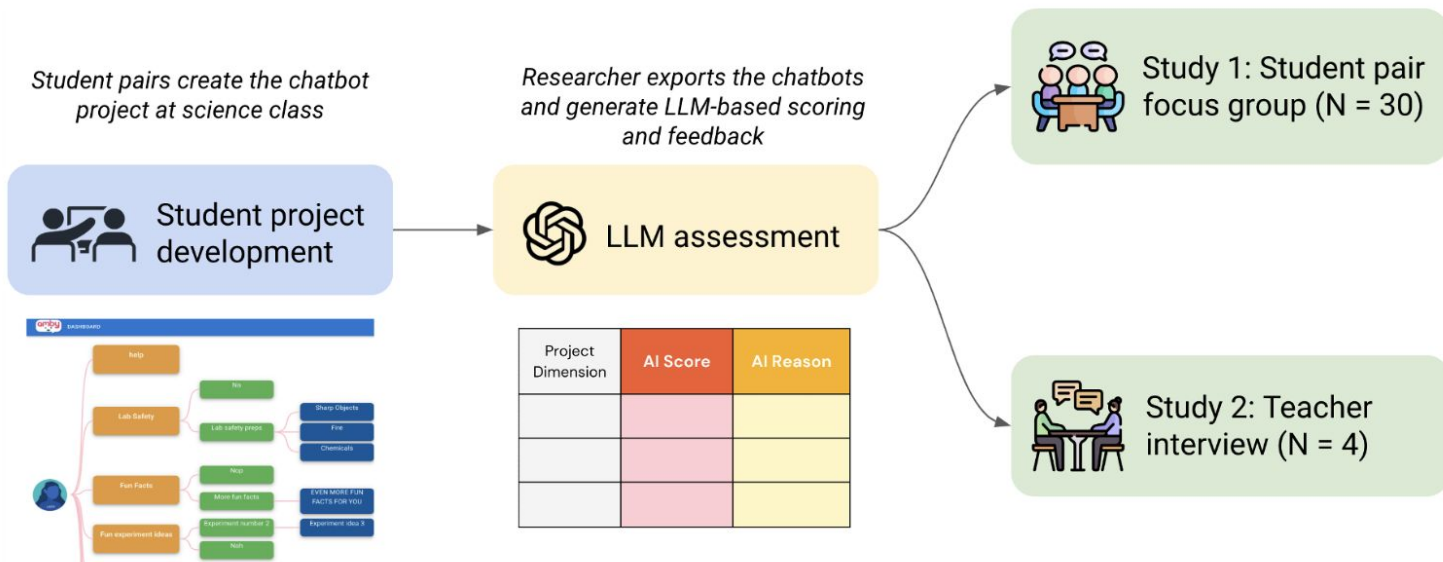 Student pairs create the chatbot
project at science class
Student project
development
Researcher exports the chatbots
and generate LLM-based scoring
and feedback
LLM assessment
Study 1: Student pair
focus group (N = 30)
Study 2: Teacher
interview (N = 4)
amby DASHBOARD
help
Lab Safety
No
Lab safety preps
Sharp Objects
Fire
Chemicals
Fun Facts
Nop
More fun facts
EVEN MORE FUN
FACTS FOR YOU
Fun experiment ideas
Experiment number 2
Experiment idea 3
Nah
Project
Dimension
AI Score
AI Reason